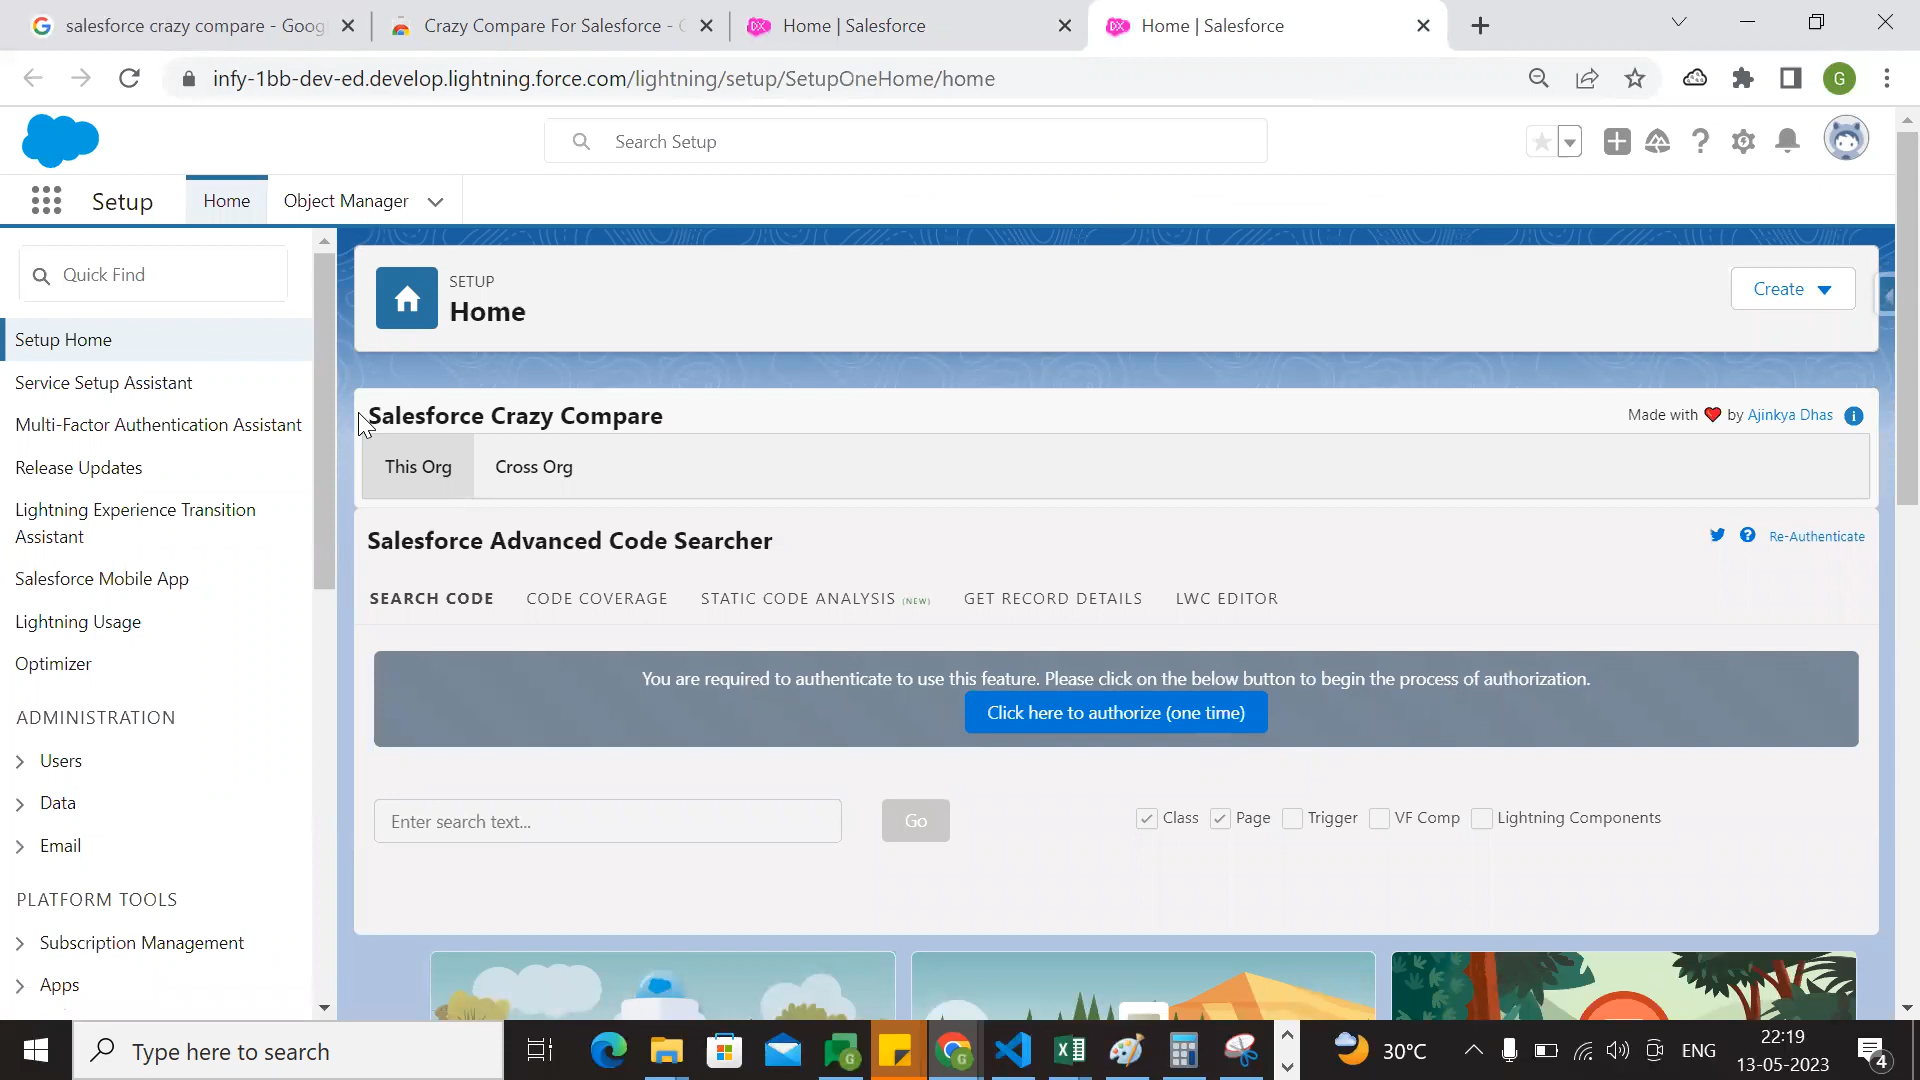 salesforce crazy compare - Goog
Crazy Compare For Salesforce - 
Home | Salesforce
Home | Salesforce
infy-1bb-dev-ed.develop.lightning.force.com/lightning/setup/SetupOneHome/home
G
Search Setup
Setup
Home
Object Manager
Quick Find
SETUP
Home
Create
Setup Home
Service Setup Assistant
Multi-Factor Authentication Assistant
Release Updates
Lightning Experience Transition
Assistant
Salesforce Mobile App
Lightning Usage
Optimizer
ADMINISTRATION
Users
Data
Email
PLATFORM TOOLS
Subscription Management
Apps
Salesforce Crazy Compare
Made with ❤ by Ajinkya Dhas
This Org
Cross Org
Salesforce Advanced Code Searcher
Re-Authenticate
SEARCH CODE
CODE COVERAGE
STATIC CODE ANALYSIS (NEW)
GET RECORD DETAILS
LWC EDITOR
You are required to authenticate to use this feature. Please click on the below button to begin the process of authorization.
Click here to authorize (one time)
Enter search text...
Go
Class
Page
Trigger
VF Comp
Lightning Components
Type here to search
30°C
ENG
22:19
13-05-2023
4